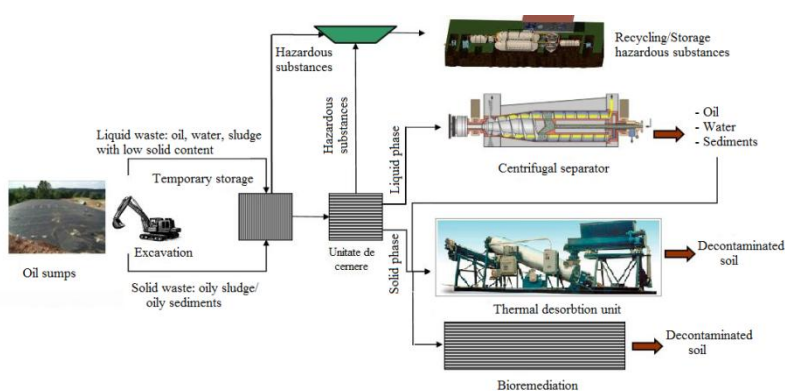 Hazardous
substances
Recycling/Storage
hazardous substances
Liquid waste: oil, water, sludge
with low solid content
Temporary storage
Hazardous
substances
Liquid phase
Centrifugal separator
- Oil
- Water
- Sediments
Oil sumps
Excavation
Unitate de
cernere
Solid phase
Solid waste: oily sludge/
oily sediments
Thermal desorbtion unit
Decontaminated
soil
Bioremediation
Decontaminated
soil